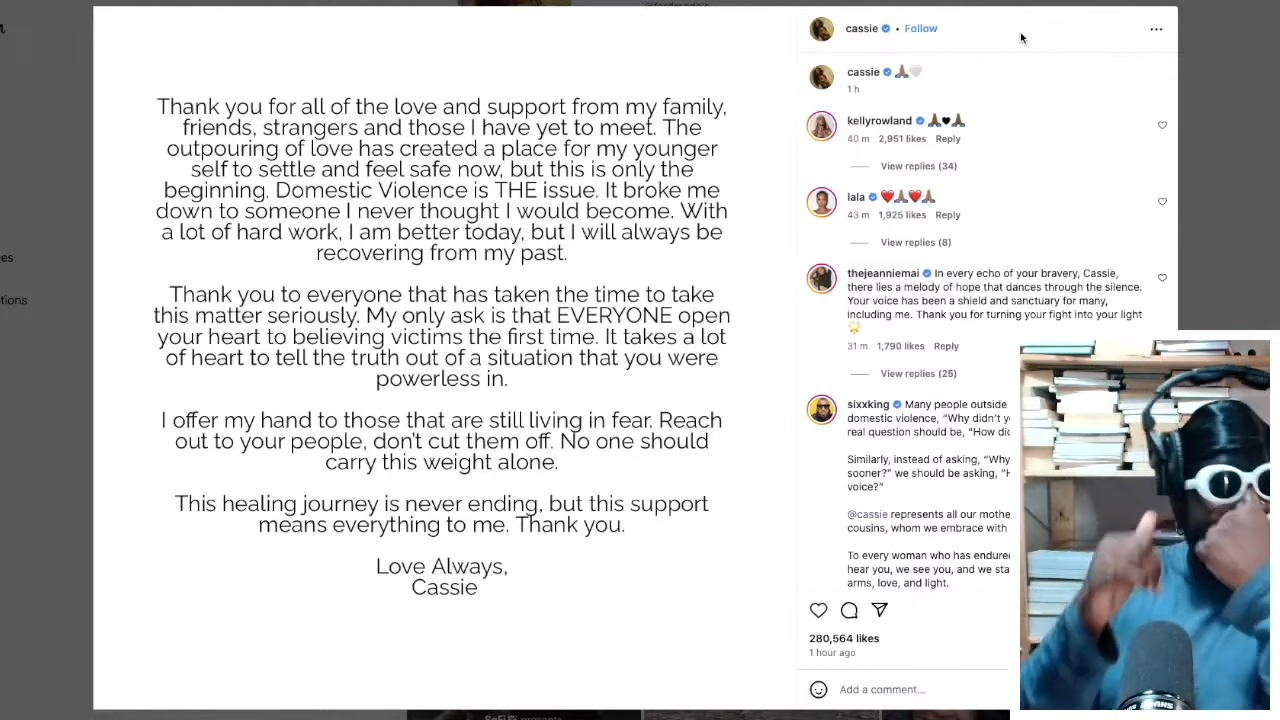 Thank you for all of the love and support from my family,
friends, strangers and those I have yet to meet. The
outpouring of love has created a place for my younger
self to settle and feel safe now, but this is only the
beginning. Domestic Violence is THE issue. It broke me
down to someone I never thought I would become. With
a lot of hard work, I am better today, but I will always be
recovering from my past.
Thank you to everyone that has taken the time to take
this matter seriously. My only ask is that EVERYONE open
your heart to believing victims the first time. It takes a lot
of heart to tell the truth out of a situation that you were
powerless in.
I offer my hand to those that are still living in fear. Reach
out to your people, don't cut them off. No one should
carry this weight alone.
This healing journey is never ending, but this support
means everything to me. Thank you.
Love Always,
Cassie
cassie • Follow
cassie 🙏🏽🤍
1 h
kellyrowland 🙏🏾🖤🙏🏾
40 m 2,951 likes Reply
View replies (34)
lala ❤️🙏🏽❤️🙏🏽
43 m 1,925 likes Reply
View replies (8)
thejeanniemai In every echo of your bravery, Cassie,
there lies a melody of hope that dances through the silence.
Your voice has been a shield and sanctuary for many,
including me. Thank you for turning your fight into your light
🌟
31 m 1,790 likes Reply
View replies (25)
sixxking Many people outside
domestic violence, “Why didn't
real question should be, “How
Similarly, instead of asking, “Why
sooner?” we should be asking,
voice?”
@cassie represents all our
cousins, whom we embrace with
To every woman who has endured
hear you, we see you, and we
arms, love, and light.
280,564 likes
1 hour ago
Add a comment...
es
tions
SHURE